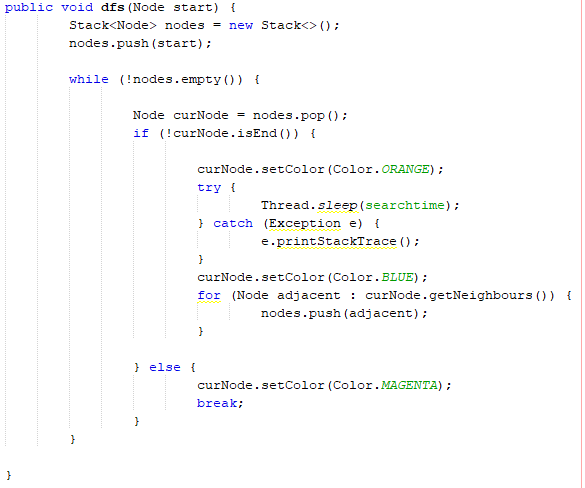 public void dfs(Node start) {
        Stack<Node> nodes = new Stack<>();
        nodes.push(start);

        while (!nodes.empty()) {

                Node curNode = nodes.pop();
                if (!curNode.isEnd()) {

                        curNode.setColor(Color.ORANGE);
                        try {
                                Thread.sleep(searchtime);
                        } catch (Exception e) {
                                e.printStackTrace();
                        }
                        curNode.setColor(Color.BLUE);
                        for (Node adjacent : curNode.getNeighbours()) {
                                nodes.push(adjacent);
                        }

                } else {
                        curNode.setColor(Color.MAGENTA);
                        break;
                }
        }

}